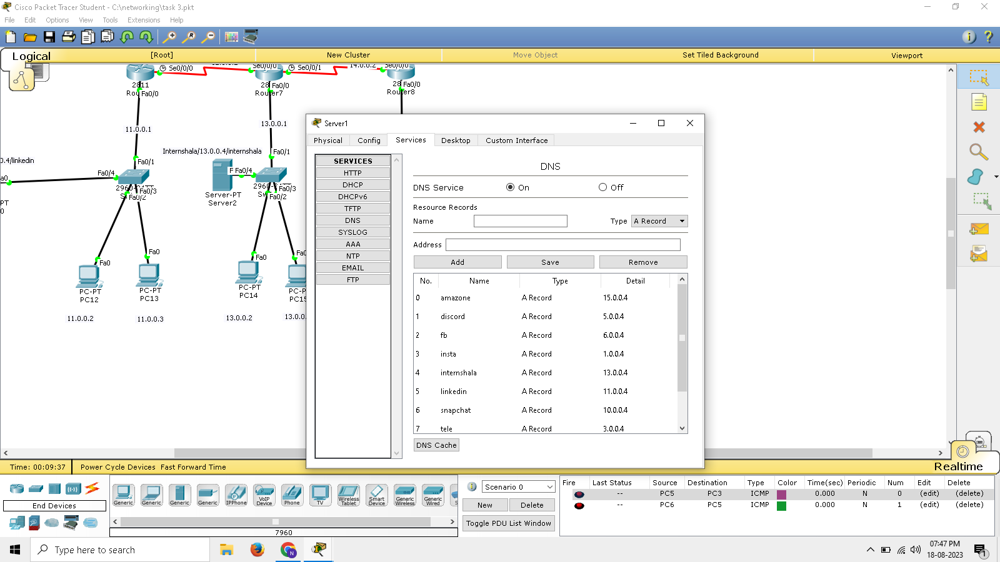 Cisco Packet Tracer Student - C:\networking\task 3.pkt
File Edit Options View Tools Extensions Help
Logical [Root] New Cluster Move Object Set Tiled Background Viewport
Se0/0/0 Se0/0/0 Se0/0/1 14.0.0.2 Se0/0/0
2811 Fa0/0
Fa0/0 Router7
Fa0/0 Router8
11.0.0.1
13.0.0.1
Internshala/13.0.0.4/internshala
0.4/linkedin
Fa0/1
Fa0/1
Fa0/4
Fa0/4
Fa0/3
Fa0/2
Fa0/3
Fa0/2
Server-PT
Server2
Fa0
Fa0
Fa0
PC-PT
PC12
PC-PT
PC13
PC-PT
PC14
PC15
11.0.0.2
11.0.0.3
13.0.0.2
Server1
Physical Config Services Desktop Custom Interface
SERVICES
HTTP
DHCP
DHCPv6
TFTP
DNS
SYSLOG
AAA
NTP
EMAIL
FTP
DNS
DNS Service On Off
Resource Records
Name Type A Record
Address
Add Save Remove
No. Name Type Detail
0 amazone A Record 15.0.0.4
1 discord A Record 5.0.0.4
2 fb A Record 6.0.0.4
3 insta A Record 1.0.0.4
4 internshala A Record 13.0.0.4
5 linkedin A Record 11.0.0.4
6 snapchat A Record 10.0.0.4
7 tele A Record 3.0.0.4
DNS Cache
Time: 00:09:37 Power Cycle Devices Fast Forward Time Realtime
End Devices
Generic Generic Generic Generic IPPhone VoIP Device Phone TV Wireless Tablet Smart Device Generic Wireless Generic Wired
7960
Scenario 0
New Delete
Toggle PDU List Window
Fire Last Status Source Destination Type Color Time(sec) Periodic Num Edit Delete
-- PC5 PC3 ICMP 0.000 N 0 (edit) (delete)
-- PC6 PC5 ICMP 0.000 N 1 (edit) (delete)
Type here to search
07:47 PM
18-08-2023
1